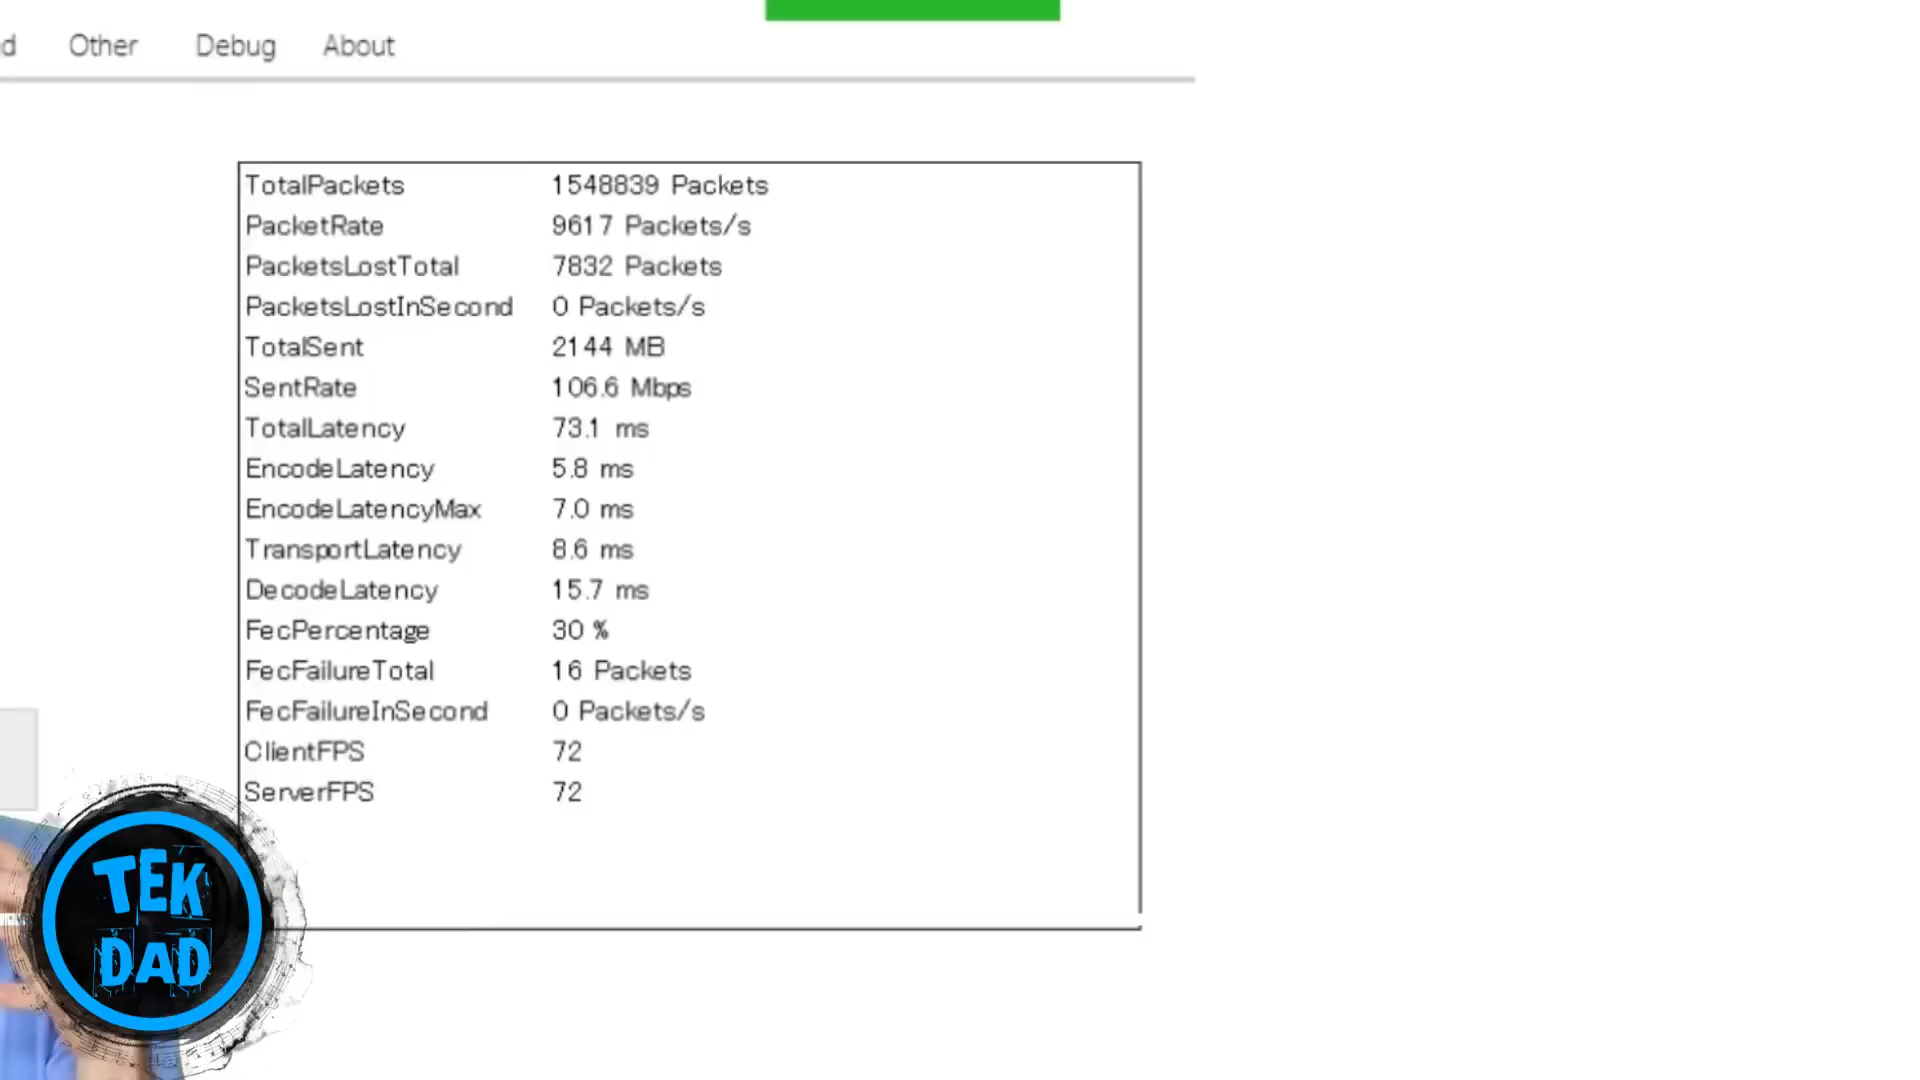 Other Debug About
TotalPackets 1548839 Packets
PacketRate 9617 Packets/s
PacketsLostTotal 7832 Packets
PacketsLostInSecond 0 Packets/s
TotalSent 2144 MB
SentRate 106.6 Mbps
TotalLatency 73.1 ms
EncodeLatency 5.8 ms
EncodeLatencyMax 7.0 ms
TransportLatency 8.6 ms
DecodeLatency 15.7 ms
FecPercentage 30 %
FecFailureTotal 16 Packets
FecFailureInSecond 0 Packets/s
ClientFPS 72
ServerFPS 72
TEK
DAD